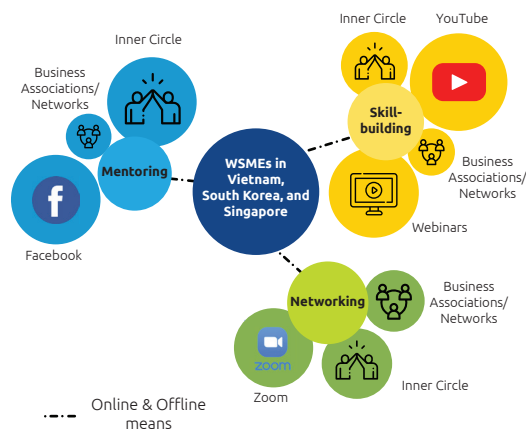 Inner Circle
YouTube
Inner Circle
Business
Associations/
Networks
Skill-
building
Mentoring
WSMEs in
Vietnam,
South Korea, and
Singapore
Business
Associations/
Networks
f
Facebook
Webinars
Networking
Business
Associations/
Networks
zoom
Zoom
Inner Circle
Online & Offline
means